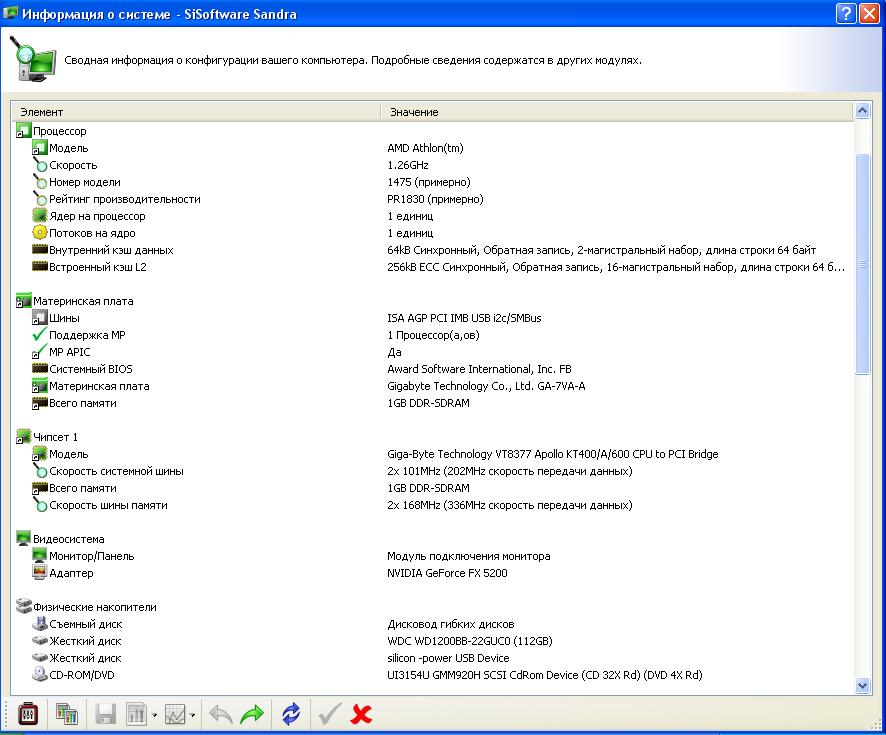 Информация о системе - SiSoftware Sandra
Сводная информация о конфигурации вашего компьютера. Подробные сведения содержатся в других модулях.
Элемент Значение
Процессор
Модель AMD Athlon(tm)
Скорость 1.26GHz
Номер модели 1475 (примерно)
Рейтинг производительности PR1830 (примерно)
Ядер на процессор 1 единиц
Потоков на ядро 1 единиц
Внутренний кэш данных 64kB Синхронный, Обратная запись, 2-магистральный набор, длина строки 64 байт
Встроенный кэш L2 256kB ECC Синхронный, Обратная запись, 16-магистральный набор, длина строки 64 б...
Материнская плата
Шины ISA AGP PCI IMB USB i2c/SMBus
Поддержка MP 1 Процессор(а,ов)
MP APIC Да
Системный BIOS Award Software International, Inc. FB
Материнская плата Gigabyte Technology Co., Ltd. GA-7VA-A
Всего памяти 1GB DDR-SDRAM
Чипсет 1
Модель Giga-Byte Technology VT8377 Apollo KT400/A/600 CPU to PCI Bridge
Скорость системной шины 2x 101MHz (202MHz скорость передачи данных)
Всего памяти 1GB DDR-SDRAM
Скорость шины памяти 2x 168MHz (336MHz скорость передачи данных)
Видеосистема
Монитор/Панель Модуль подключения монитора
Адаптер NVIDIA GeForce FX 5200
Физические накопители
Съемный диск Дисковод гибких дисков
Жесткий диск WDC WD1200BB-22GUC0 (112GB)
Жесткий диск silicon -power USB Device
CD-ROM/DVD UI3154U GMM920H SCSI CdRom Device (CD 32X Rd) (DVD 4X Rd)